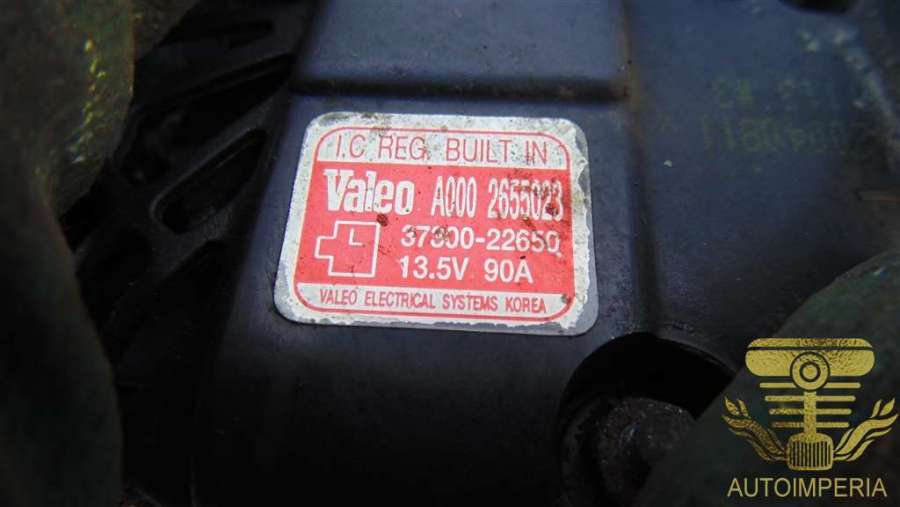 I.C REG. BUILT IN
Valeo A000 2655023
37300-22650
13.5V 90A
VALEO ELECTRICAL SYSTEMS KOREA
AUTOIMPERIA